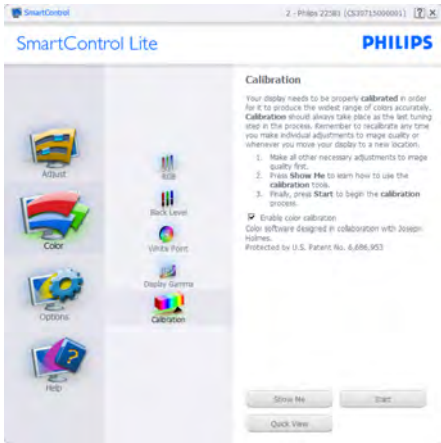 SmartControl
2 - Philips 225B1 (CS39715000001)
SmartControl Lite
PHILIPS
Adjust
Color
Options
Help
RGB
Black Level
White Point
Display Gamma
Calibration
Calibration
Your display needs to be properly calibrated in order
for it to produce the widest range of colors accurately.
Calibration should always take place as the last tuning
step in the process. Remember to recalibrate any time
you make individual adjustments to image quality or
whenever you move your display to a new location.
1. Make all other necessary adjustments to image
quality first.
2. Press Show Me to learn how to use the
calibration tools.
3. Finally, press Start to begin the calibration
process.
Enable color calibration
Color software designed in collaboration with Joseph
Holmes.
Protected by U.S. Patent No. 6,686,953
Show Me
Start
Quick View